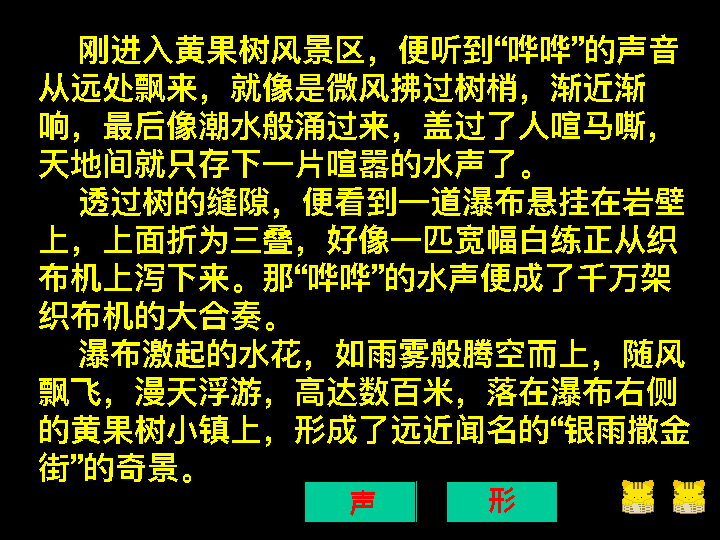 刚进入黄果树风景区，便听到“哗哗”的声音
从远处飘来，就像是微风拂过树梢，渐近渐
响，最后像潮水般涌过来，盖过了人喧马嘶，
天地间就只存下一片喧嚣的水声了。
透过树的缝隙，便看到一道瀑布悬挂在岩壁
上，上面折为三叠，好像一匹宽幅白练正从织
布机上泻下来。那“哗哗”的水声便成了千万架
织布机的大合奏。
瀑布激起的水花，如雨雾般腾空而上，随风
飘飞，漫天浮游，高达数百米，落在瀑布右侧
的黄果树小镇上，形成了远近闻名的“银雨撒金
街”的奇景。
声 形